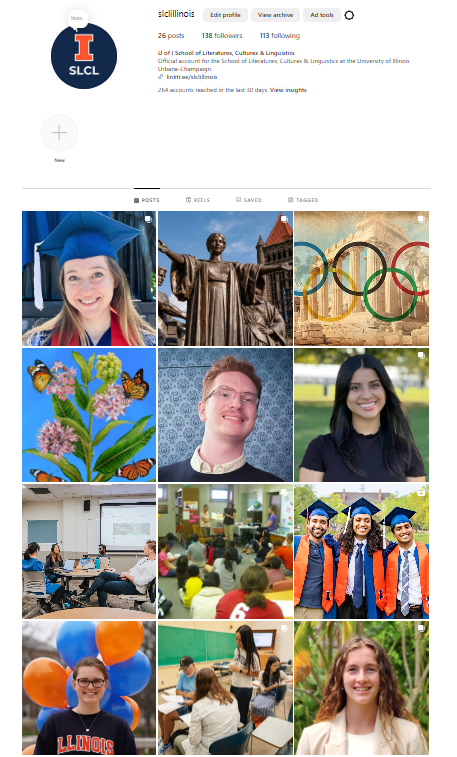 Note...
I
SLCL
slclillinois Edit profile View archive Ad tools
26 posts 138 followers 113 following
U of I School of Literatures, Cultures & Linguistics
Official account for the School of Literatures, Cultures & Linguistics at the University of Illinois
Urbana-Champaign.
linktr.ee/slclillinois
264 accounts reached in the last 30 days. View insights
New
POSTS REELS SAVED TAGGED
ILLINOIS